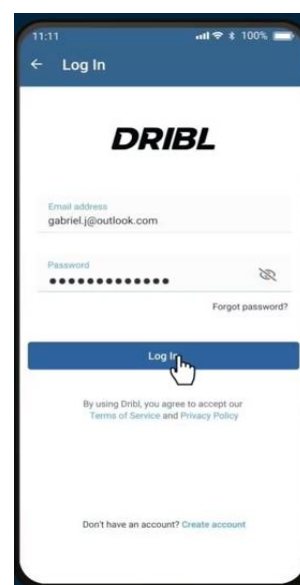 11:11 100%
Log In
DRIBL
Email address
gabriel.j@outlook.com
Password
Forgot password?
Log In
By using Dribl, you agree to accept our
Terms of Service and Privacy Policy
Don't have an account? Create account